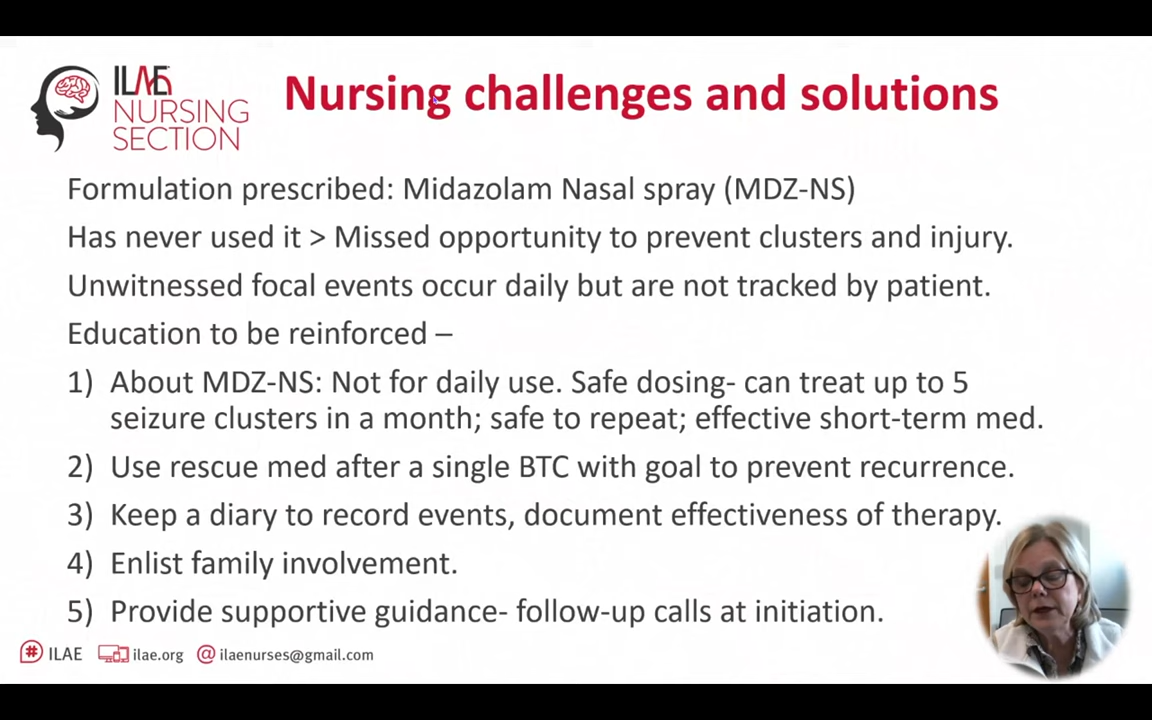 ILAE
NURSING
SECTION
Nursing challenges and solutions
Formulation prescribed: Midazolam Nasal spray (MDZ-NS)
Has never used it > Missed opportunity to prevent clusters and injury.
Unwitnessed focal events occur daily but are not tracked by patient.
Education to be reinforced –
1) About MDZ-NS: Not for daily use. Safe dosing- can treat up to 5
seizure clusters in a month; safe to repeat; effective short-term med.
2) Use rescue med after a single BTC with goal to prevent recurrence.
3) Keep a diary to record events, document effectiveness of therapy.
4) Enlist family involvement.
5) Provide supportive guidance- follow-up calls at initiation.
# ILAE ilae.org @ ilaenurses@gmail.com